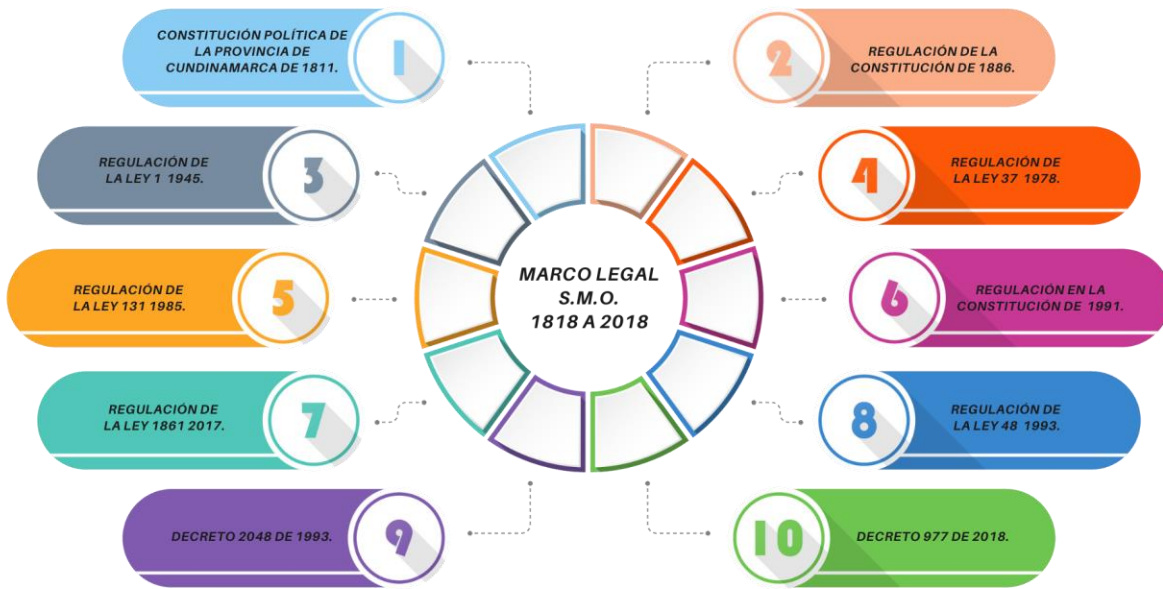 CONSTITUCIÓN POLÍTICA DE
LA PROVINCIA DE
CUNDINAMARCA DE 1811.
1
2
REGULACIÓN DE LA
CONSTITUCIÓN DE 1886.
REGULACIÓN DE
LA LEY 1 1945.
3
4
REGULACIÓN DE
LA LEY 37 1978.
MARCO LEGAL
S.M.O.
1818 A 2018
REGULACIÓN DE
LA LEY 131 1985.
5
6
REGULACIÓN EN LA
CONSTITUCIÓN DE 1991.
REGULACIÓN DE
LA LEY 1861 2017.
7
8
REGULACIÓN DE
LA LEY 48 1993.
DECRETO 2048 DE 1993.
9
10
DECRETO 977 DE 2018.